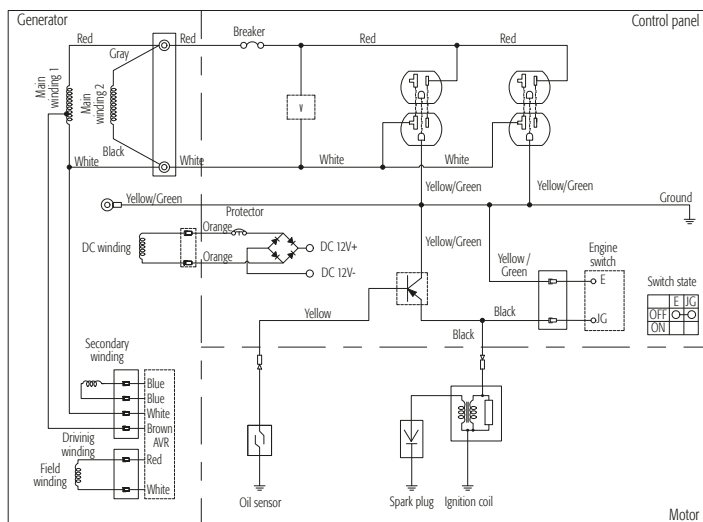 Generator
Control panel
Red
Gray
Red
Breaker
Red
Red
Main
winding 1
Main
winding 2
V
Black
White
White
White
White
Yellow/Green
Yellow/Green
Yellow/Green
Ground
Orange
Protector
DC winding
Orange
DC 12V+
DC 12V-
Yellow/Green
Yellow /
Green
Engine
switch
E
JG
Switch state
E JG
OFF
ON
Yellow
Black
Black
Secondary
winding
Blue
Blue
White
Brown
AVR
Drivinig
winding
Field
winding
Red
White
Oil sensor
Spark plug
Ignition coil
Motor